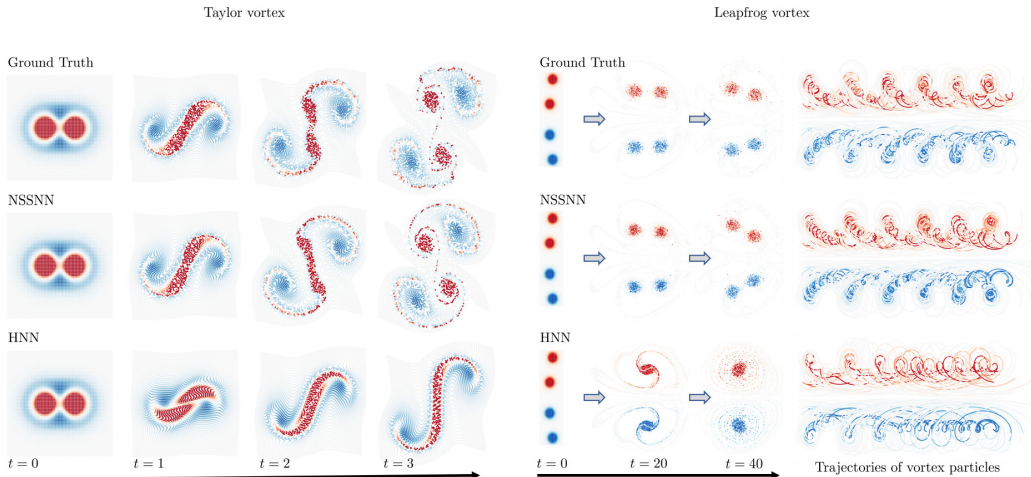 Taylor vortex
Leapfrog vortex
Ground Truth
Ground Truth
NSSNN
NSSNN
HNN
HNN
t = 0
t = 1
t = 2
t = 3
t = 0
t = 20
t = 40
Trajectories of vortex particles